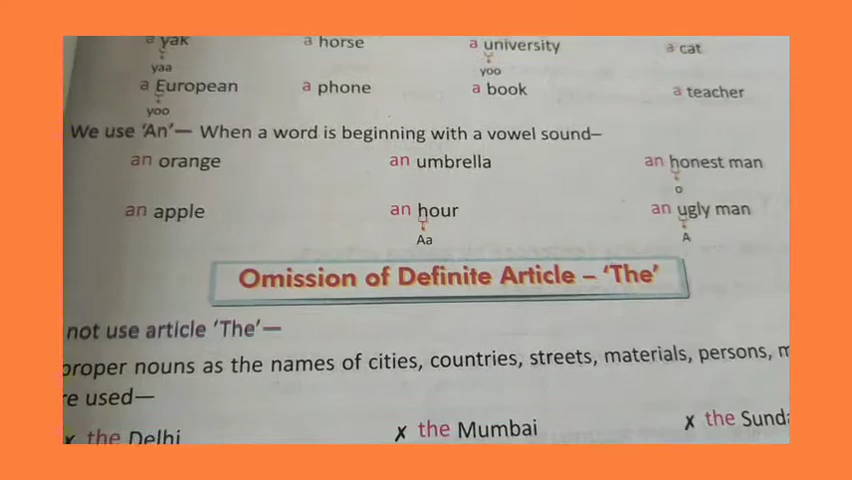 a yak a horse a university a cat
yaa yoo
a European a phone a book a teacher
yoo
We use 'An'— When a word is beginning with a vowel sound–
an orange an umbrella an honest man
o
an apple an hour an ugly man
Aa A
Omission of Definite Article – 'The'
not use article 'The'—
proper nouns as the names of cities, countries, streets, materials, persons,
used—
✗ the Delhi ✗ the Mumbai ✗ the